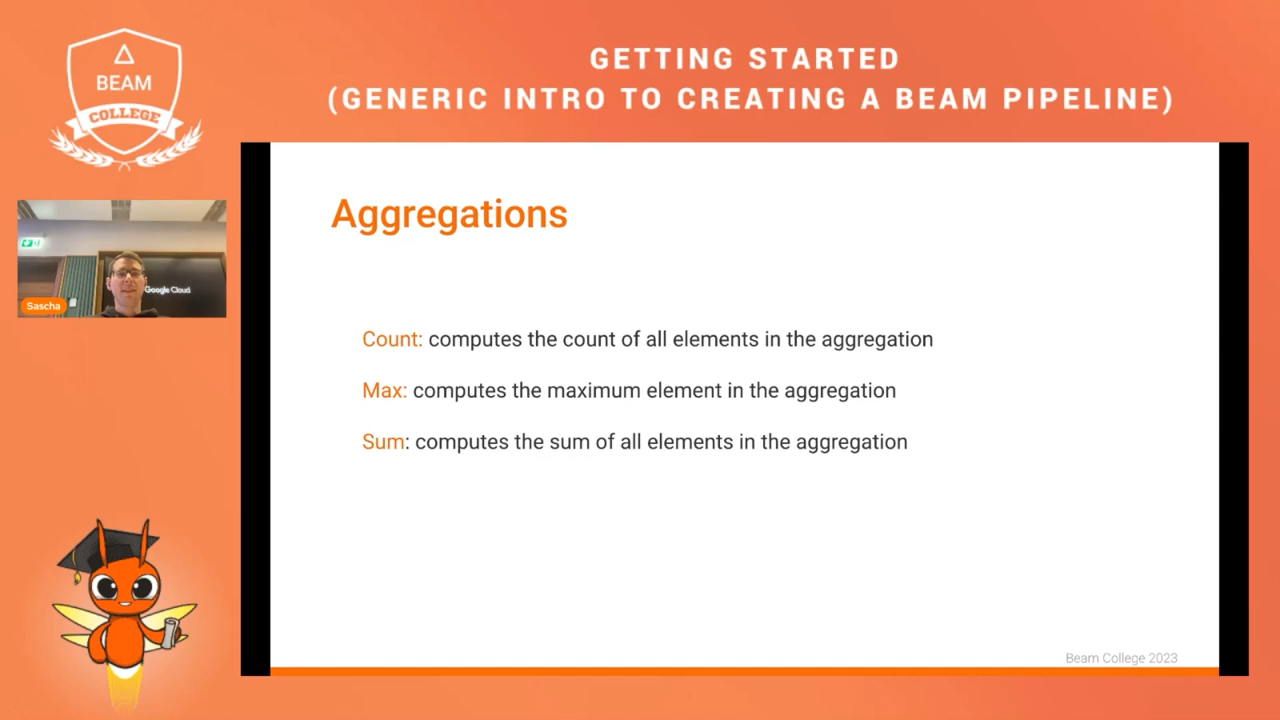 BEAM
COLLEGE
GETTING STARTED
(GENERIC INTRO TO CREATING A BEAM PIPELINE)
Sascha
Google Cloud
Aggregations
Count: computes the count of all elements in the aggregation
Max: computes the maximum element in the aggregation
Sum: computes the sum of all elements in the aggregation
Beam College 2023